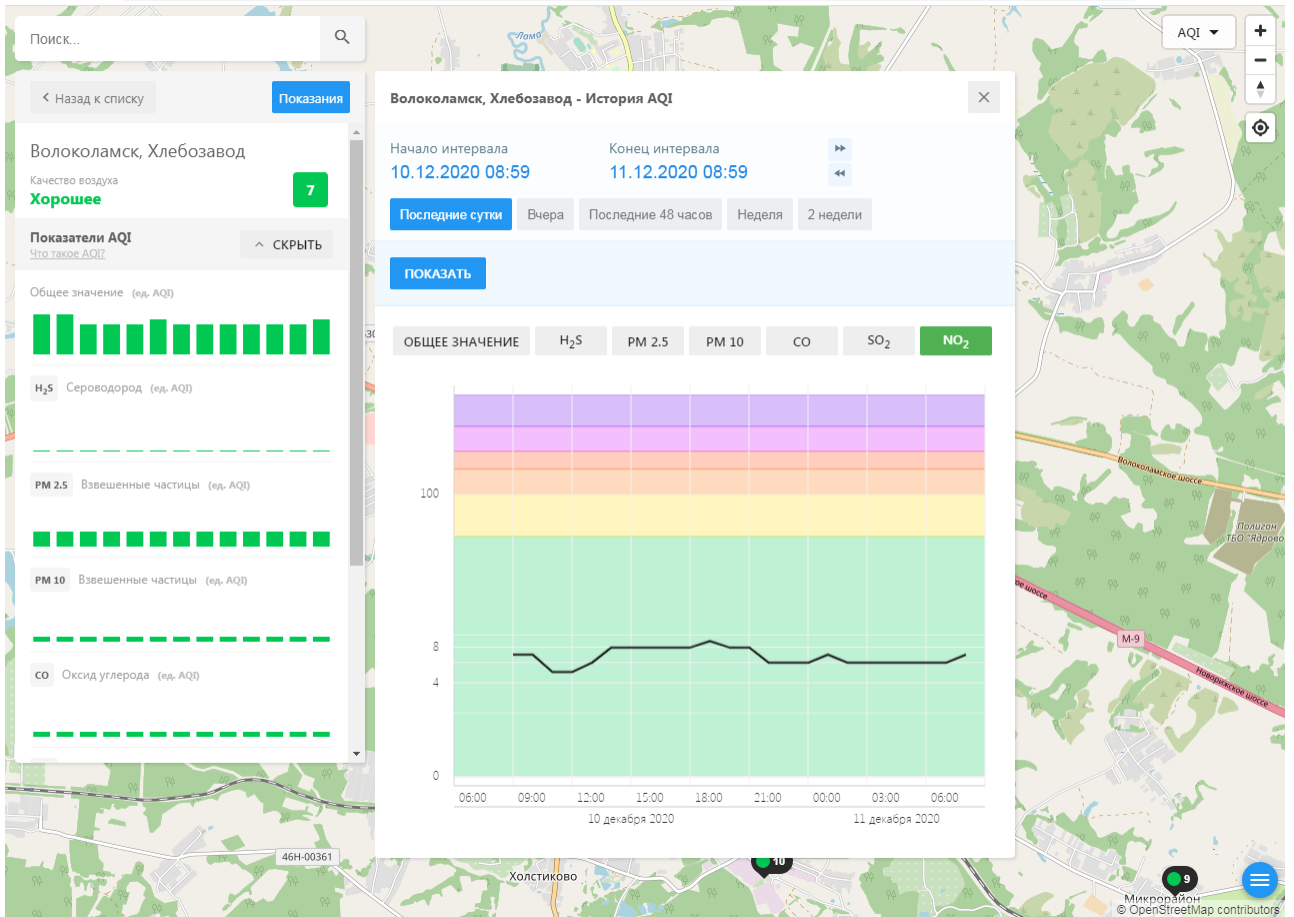 Поиск...
AQI
Назад к списку
Показания
Волоколамск, Хлебозавод
Качество воздуха
Хорошее
7
Показатели AQI
Что такое AQI?
СКРЫТЬ
Общее значение (ед. AQI)
H2S Сероводород (ед. AQI)
PM 2.5 Взвешенные частицы (ед. AQI)
PM 10 Взвешенные частицы (ед. AQI)
CO Оксид углерода (ед. AQI)
Волоколамск, Хлебозавод - История AQI
Начало интервала
10.12.2020 08:59
Конец интервала
11.12.2020 08:59
Последние сутки
Вчера
Последние 48 часов
Неделя
2 недели
ПОКАЗАТЬ
ОБЩЕЕ ЗНАЧЕНИЕ
H2S
PM 2.5
PM 10
CO
SO2
NO2
100
8
4
0
06:00 09:00 12:00 15:00 18:00 21:00 00:00 03:00 06:00
10 декабря 2020 11 декабря 2020
Ломо
Волоколамское шоссе
Полигон
ТБО "Ядрово
шоссе
М-9
Новорижское шоссе
46Н-00361
Холстиково
10
9
Микрорайон
© OpenStreetMap contributors